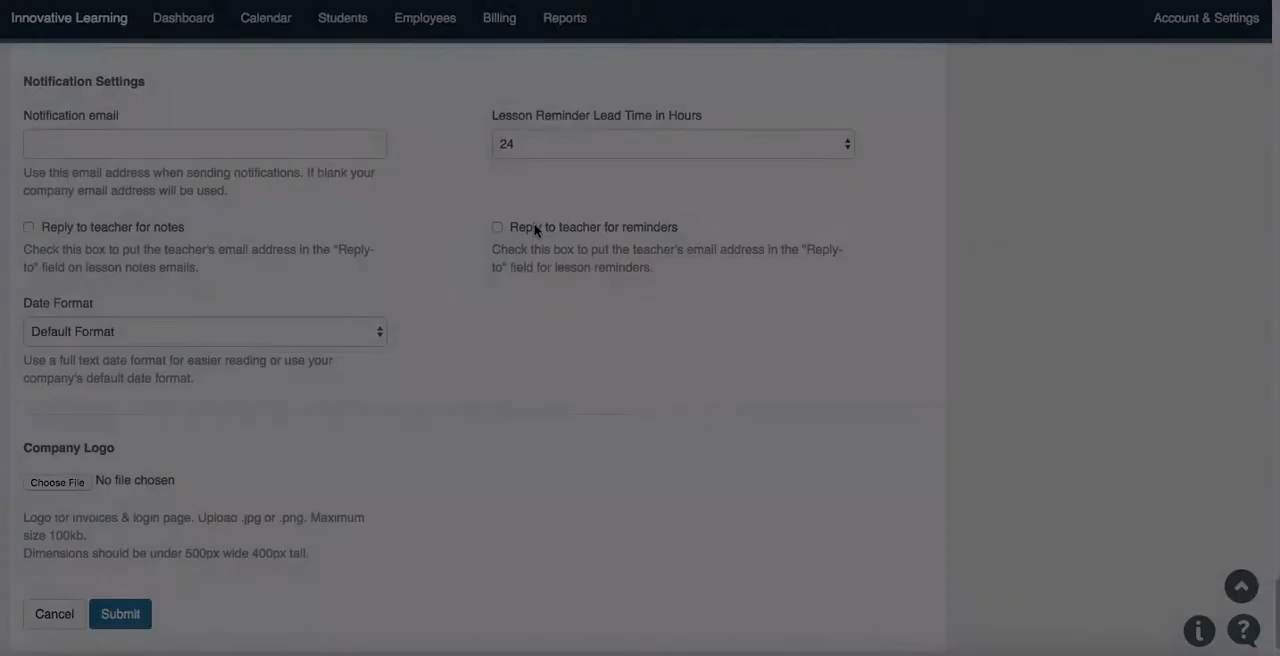 Innovative Learning Dashboard Calendar Students Employees Billing Reports Account & Settings
Notification Settings
Notification email
Use this email address when sending notifications. If blank your
company email address will be used.
Lesson Reminder Lead Time in Hours
24
Reply to teacher for notes
Check this box to put the teacher's email address in the "Reply-
to" field on lesson notes emails.
Reply to teacher for reminders
Check this box to put the teacher's email address in the "Reply-
to" field for lesson reminders.
Date Format
Default Format
Use a full text date format for easier reading or use your
company's default date format.
Company Logo
Choose File No file chosen
Logo for invoices & login page. Upload .jpg or .png. Maximum
size 100kb.
Dimensions should be under 500px wide 400px tall.
Cancel Submit